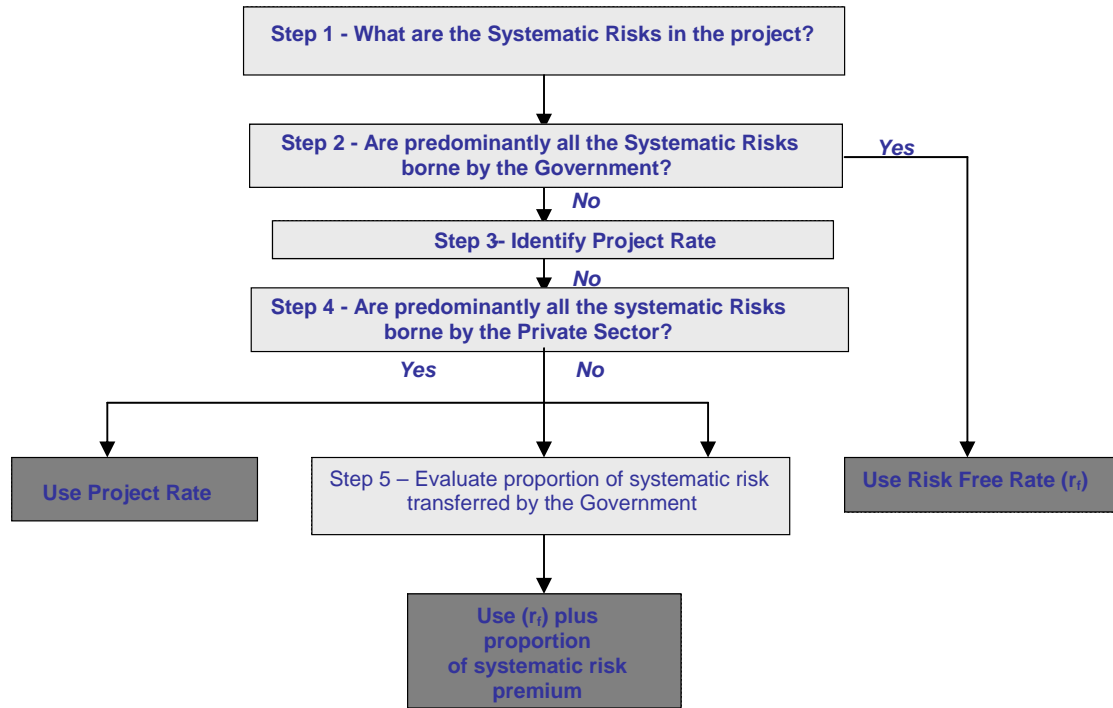 Step 1 - What are the Systematic Risks in the project?
Step 2 - Are predominantly all the Systematic Risks
borne by the Government?
Yes
No
Step 3- Identify Project Rate
No
Step 4 - Are predominantly all the systematic Risks
borne by the Private Sector?
Yes
No
Use Project Rate
Step 5 – Evaluate proportion of systematic risk
transferred by the Government
Use Risk Free Rate (rf)
Use (rf) plus
proportion
of systematic risk
premium